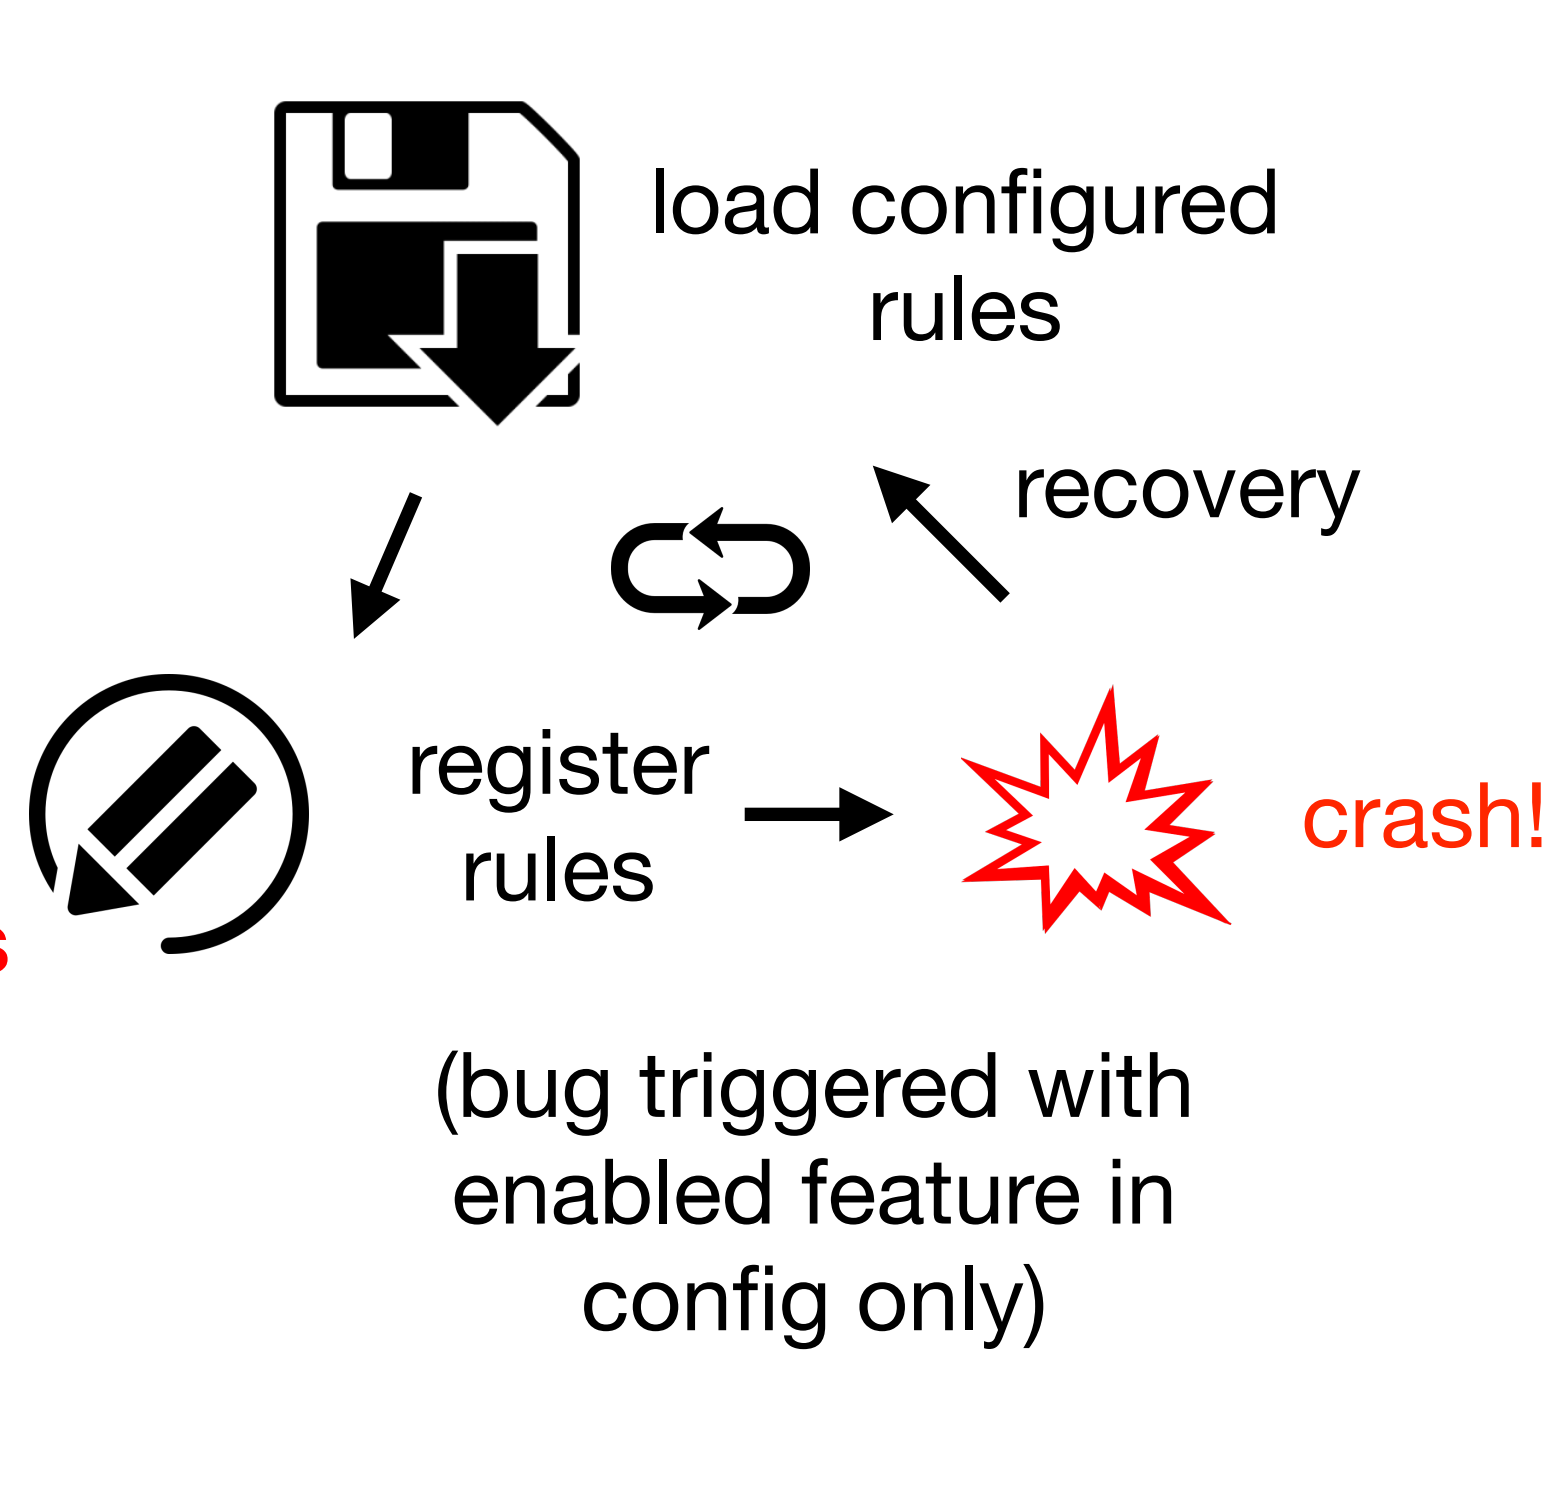 load configured
rules
recovery
register
rules
crash!
(bug triggered with
enabled feature in
config only)